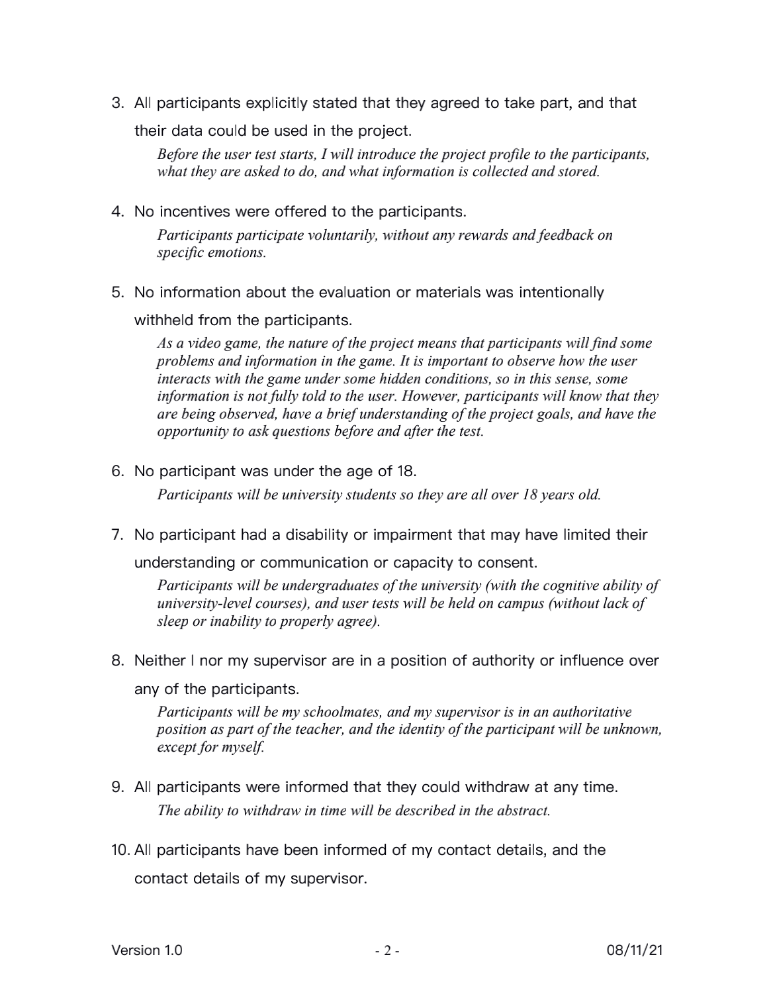 3. All participants explicitly stated that they agreed to take part, and that
their data could be used in the project.
Before the user test starts, I will introduce the project profile to the participants,
what they are asked to do, and what information is collected and stored.
4. No incentives were offered to the participants.
Participants participate voluntarily, without any rewards and feedback on
specific emotions.
5. No information about the evaluation or materials was intentionally
withheld from the participants.
As a video game, the nature of the project means that participants will find some
problems and information in the game. It is important to observe how the user
interacts with the game under some hidden conditions, so in this sense, some
information is not fully told to the user. However, participants will know that they
are being observed, have a brief understanding of the project goals, and have the
opportunity to ask questions before and after the test.
6. No participant was under the age of 18.
Participants will be university students so they are all over 18 years old.
7. No participant had a disability or impairment that may have limited their
understanding or communication or capacity to consent.
Participants will be undergraduates of the university (with the cognitive ability of
university-level courses), and user tests will be held on campus (without lack of
sleep or inability to properly agree).
8. Neither I nor my supervisor are in a position of authority or influence over
any of the participants.
Participants will be my schoolmates, and my supervisor is in an authoritative
position as part of the teacher, and the identity of the participant will be unknown,
except for myself.
9. All participants were informed that they could withdraw at any time.
The ability to withdraw in time will be described in the abstract.
10. All participants have been informed of my contact details, and the
contact details of my supervisor.
Version 1.0 - 2 - 08/11/21